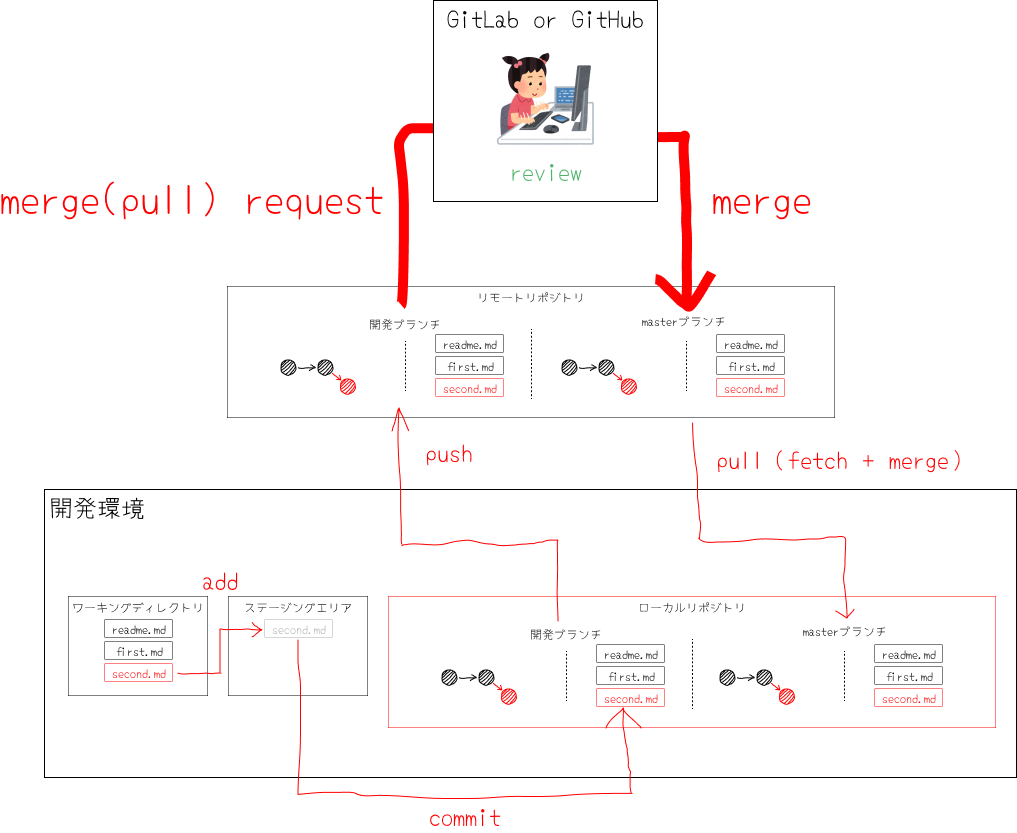 GitLab or GitHub
review
merge(pull) request
merge
リモートリポジトリ
開発ブランチ
readme.md
first.md
second.md
masterブランチ
readme.md
first.md
second.md
push
pull (fetch + merge)
開発環境
add
ワーキングディレクトリ
readme.md
first.md
second.md
ステージングエリア
second.md
ローカルリポジトリ
開発ブランチ
readme.md
first.md
second.md
masterブランチ
readme.md
first.md
second.md
commit